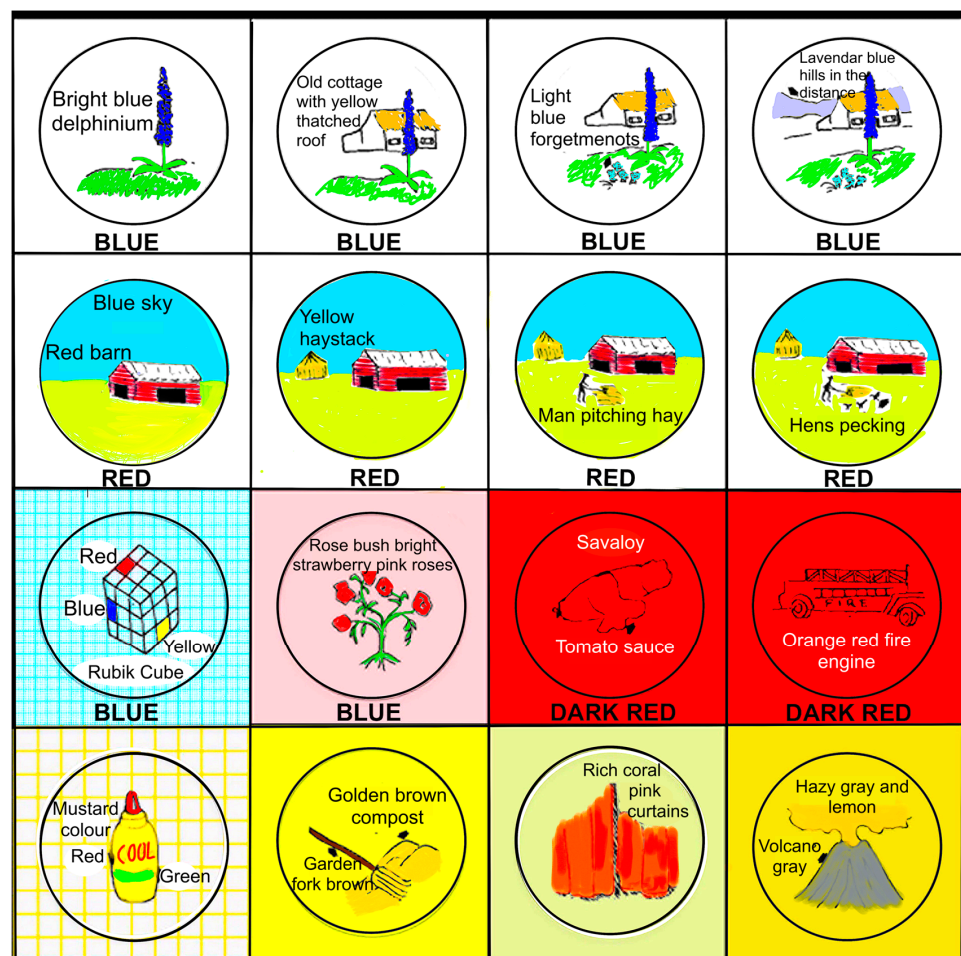 Bright blue
delphinium
BLUE
Old cottage
with yellow
thatched
roof
BLUE
Light
blue
forgetmenots
BLUE
Lavendar blue
hills in the
distance
BLUE
Blue sky
Red barn
RED
Yellow
haystack
RED
Man pitching hay
RED
Hens pecking
RED
Red
Blue
Yellow
Rubik Cube
BLUE
Rose bush bright
strawberry pink roses
BLUE
Savaloy
Tomato sauce
DARK RED
FIRE
Orange red fire
engine
DARK RED
Mustard
colour
Red
COOL
Green
Golden brown
compost
Garden
fork brown
Rich coral
pink
curtains
Hazy gray and
lemon
Volcano
gray